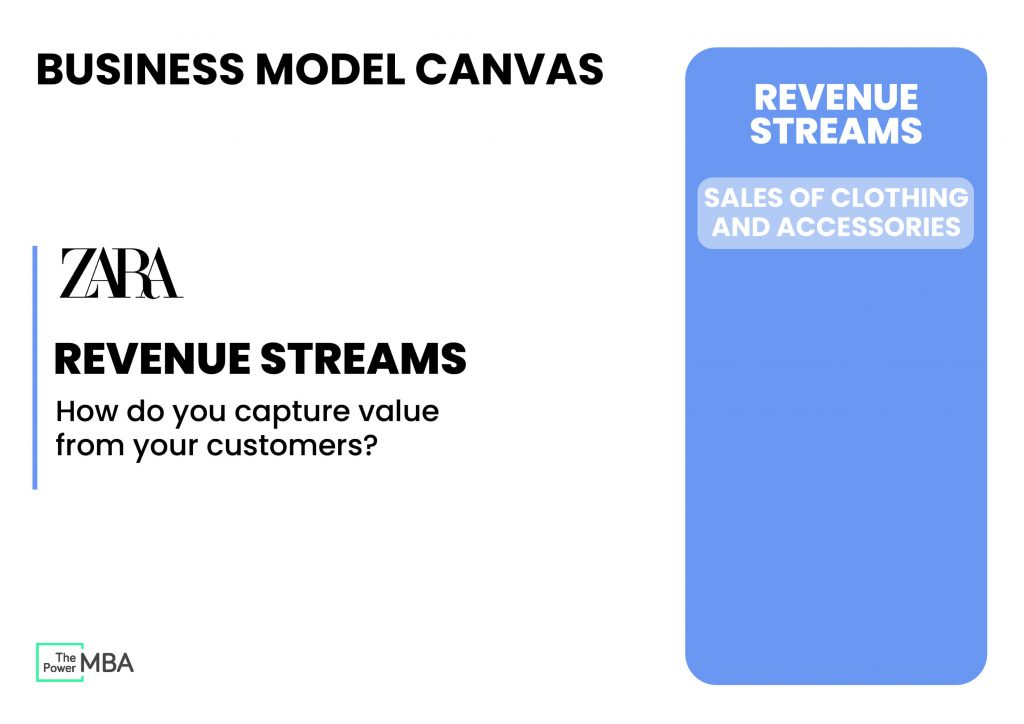 BUSINESS MODEL CANVAS
ZARA
REVENUE STREAMS
How do you capture value
from your customers?
The
Power MBA
REVENUE
STREAMS
SALES OF CLOTHING
AND ACCESSORIES